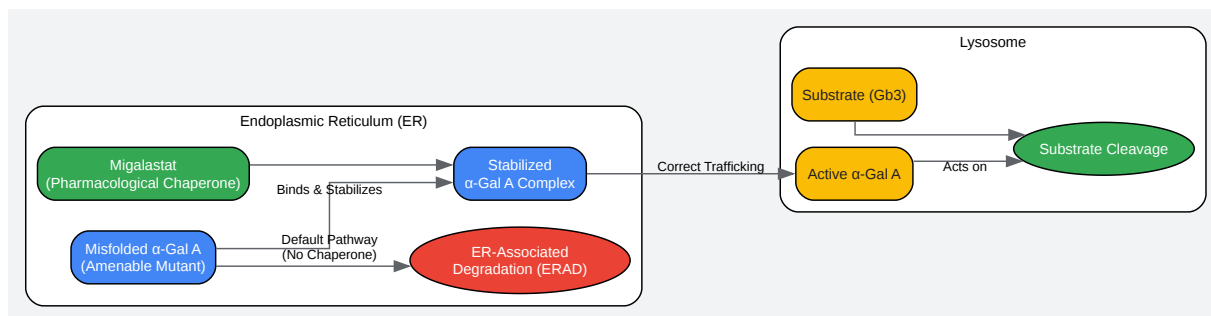 Endoplasmic Reticulum (ER)
Migalastat
(Pharmacological Chaperone)
Binds & Stabilizes
Stabilized
α-Gal A Complex
Misfolded α-Gal A
(Amenable Mutant)
Default Pathway
(No Chaperone)
ER-Associated
Degradation (ERAD)
Correct Trafficking
Lysosome
Substrate (Gb3)
Active α-Gal A
Acts on
Substrate Cleavage